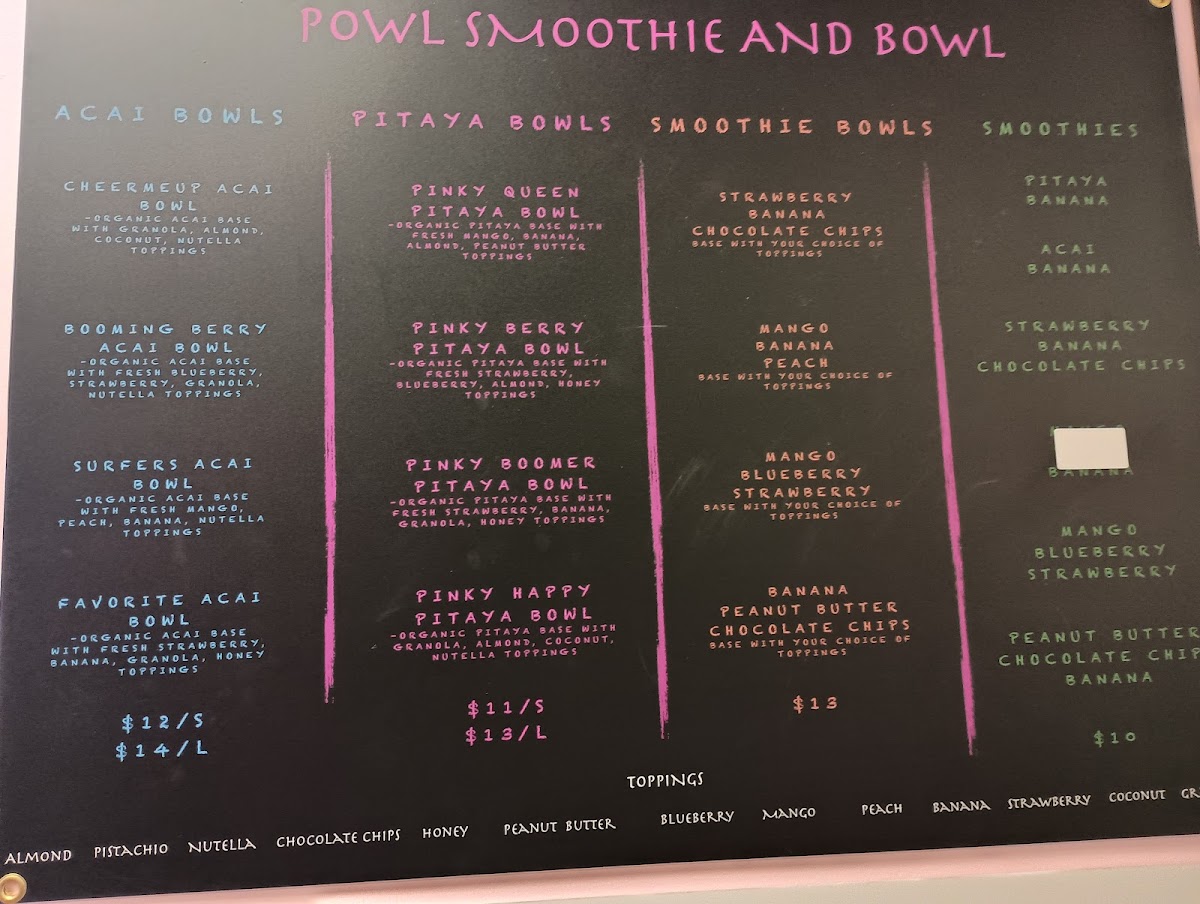 POWL SMOOTHIE AND BOWL
ACAI BOWLS
CHEERMEUP ACAI
BOWL
-ORGANIC ACAI BASE
WITH GRANOLA, ALMOND,
COCONUT, NUTELLA
TOPPINGS
BOOMING BERRY
ACAI BOWL
-ORGANIC ACAI BASE
WITH FRESH BLUEBERRY,
STRAWBERRY, GRANOLA,
NUTELLA TOPPINGS
SURFERS ACAI
BOWL
-ORGANIC ACAI BASE
WITH FRESH MANGO,
PEACH, BANANA, NUTELLA
TOPPINGS
FAVORITE ACAI
BOWL
-ORGANIC ACAI BASE
WITH FRESH STRAWBERRY,
BANANA, GRANOLA, HONEY
TOPPINGS
$12/S
$14/L
PITAYA BOWLS
PINKY QUEEN
PITAYA BOWL
-ORGANIC PITAYA BASE WITH
FRESH MANGO, BANANA,
ALMOND, PEANUT BUTTER
TOPPINGS
PINKY BERRY
PITAYA BOWL
-ORGANIC PITAYA BASE WITH
FRESH STRAWBERRY,
BLUEBERRY, ALMOND, HONEY
TOPPINGS
PINKY BOOMER
PITAYA BOWL
-ORGANIC PITAYA BASE WITH
FRESH STRAWBERRY, BANANA,
GRANOLA, HONEY TOPPINGS
PINKY HAPPY
PITAYA BOWL
-ORGANIC PITAYA BASE WITH
GRANOLA, ALMOND, COCONUT,
NUTELLA TOPPINGS
$11/S
$13/L
SMOOTHIE BOWLS
STRAWBERRY
BANANA
CHOCOLATE CHIPS
BASE WITH YOUR CHOICE OF
TOPPINGS
MANGO
BANANA
PEACH
BASE WITH YOUR CHOICE OF
TOPPINGS
MANGO
BLUEBERRY
STRAWBERRY
BASE WITH YOUR CHOICE OF
TOPPINGS
BANANA
PEANUT BUTTER
CHOCOLATE CHIPS
BASE WITH YOUR CHOICE OF
TOPPINGS
$13
SMOOTHIES
PITAYA
BANANA
ACAI
BANANA
STRAWBERRY
BANANA
CHOCOLATE CHIPS
BANANA
MANGO
BLUEBERRY
STRAWBERRY
PEANUT BUTTER
CHOCOLATE CHIP
BANANA
$10
TOPPINGS
ALMOND PISTACHIO NUTELLA CHOCOLATE CHIPS HONEY PEANUT BUTTER BLUEBERRY MANGO PEACH BANANA STRAWBERRY COCONUT GR